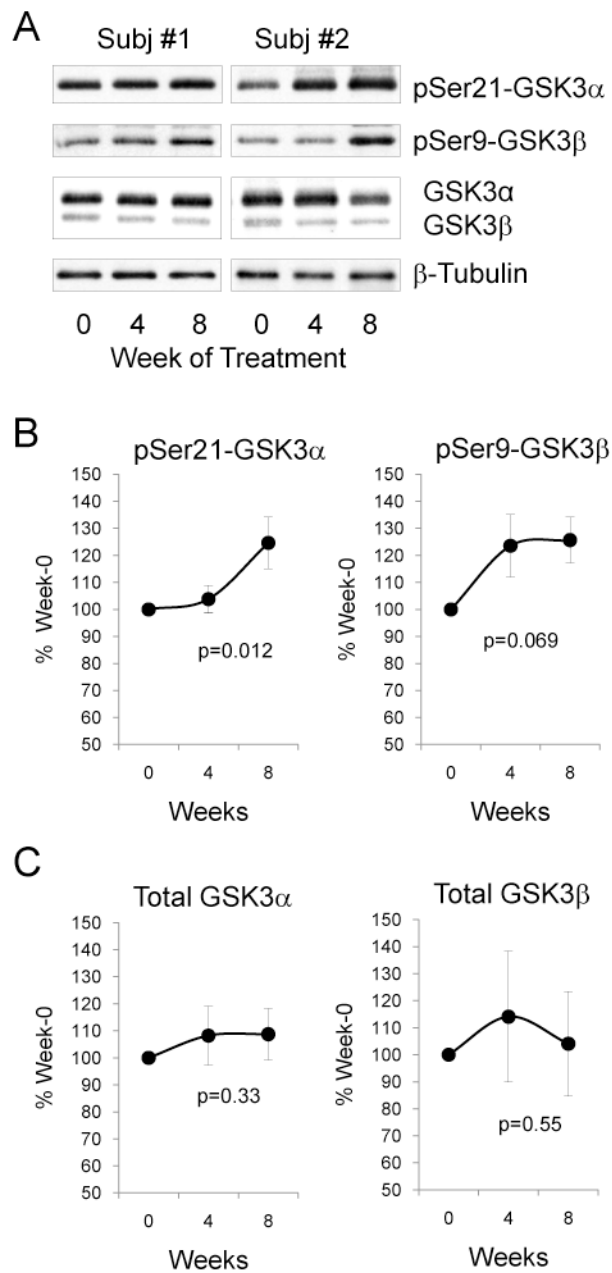 A
Subj #1 Subj #2
pSer21-GSK3α
pSer9-GSK3β
GSK3α
GSK3β
β-Tubulin
0 4 8 0 4 8
Week of Treatment
B
pSer21-GSK3α pSer9-GSK3β
150 150
140 140
130 130
120 120
110 110
100 100
90 90
80 80
70 70
60 60
50 50
% Week-0 % Week-0
p=0.012 p=0.069
0 4 8 0 4 8
Weeks Weeks
C
Total GSK3α Total GSK3β
150 150
140 140
130 130
120 120
110 110
100 100
90 90
80 80
70 70
60 60
50 50
% Week-0 % Week-0
p=0.33 p=0.55
0 4 8 0 4 8
Weeks Weeks